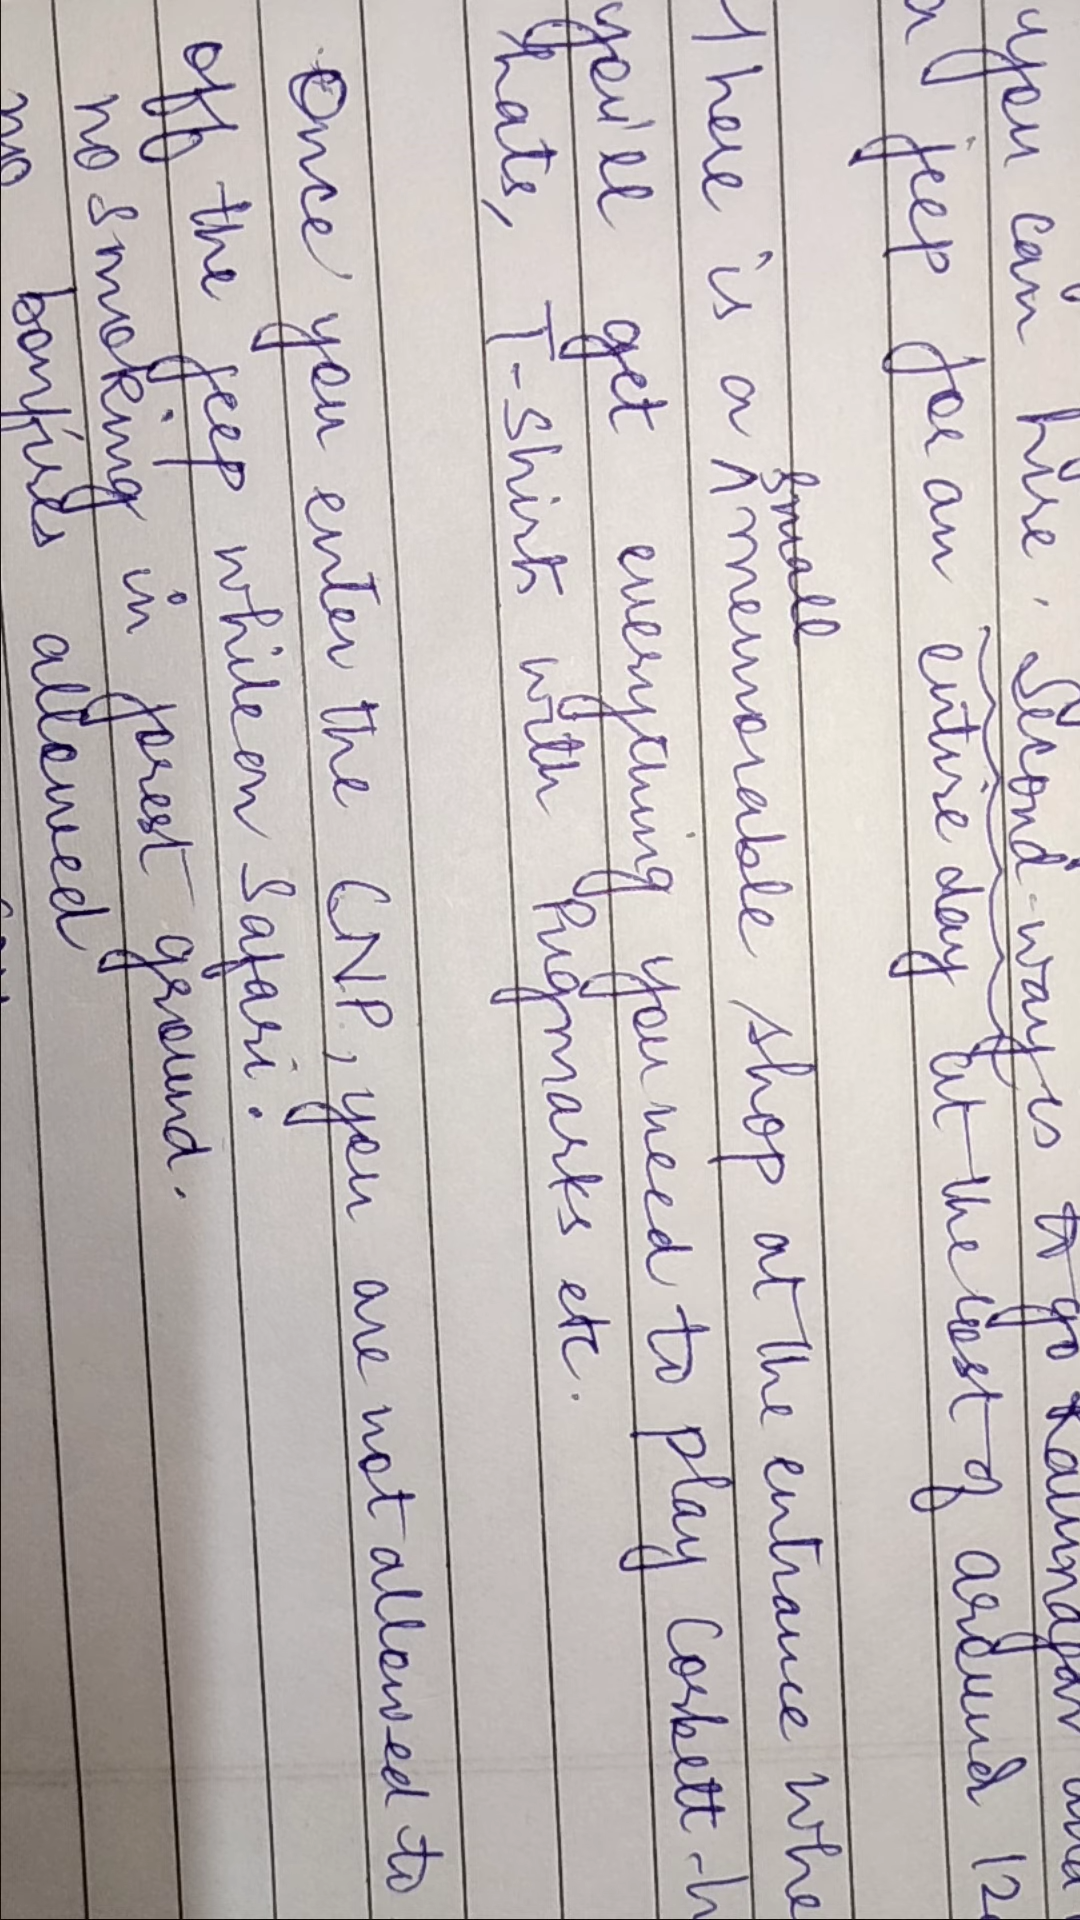 you can hire. Second way is to go Ramnagar and
a jeep for an entire day at the cost of around
There is a small memorable shop at the entrance whe
you'll get everything you need to play Corbett -h
hats, T-shirts with Pugmarks etc.
Once you enter the CNP, you are not allowed to
off the jeep while on Safari.
no smoking in forest ground.
no bonfires allowed